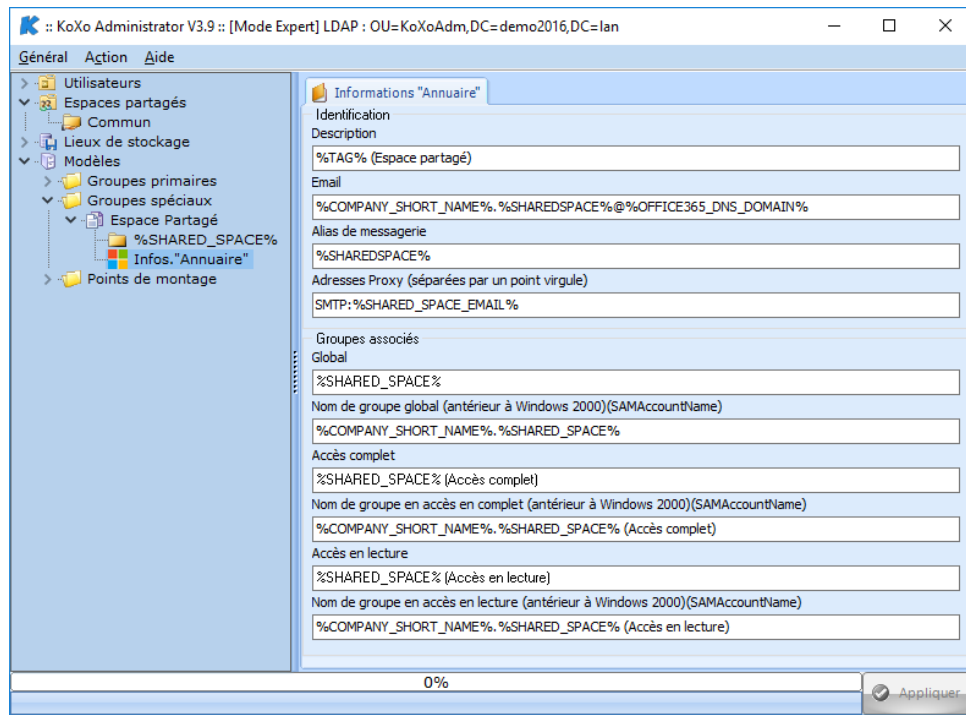 :: KoXo Administrator V3.9 :: [Mode Expert] LDAP : OU=KoXoAdm,DC=demo2016,DC=lan
Général Action Aide
Utilisateurs
Espaces partagés
Commun
Lieux de stockage
Modèles
Groupes primaires
Groupes spéciaux
Espace Partagé
%SHARED_SPACE%
Infos."Annuaire"
Points de montage
Informations "Annuaire"
Identification
Description
%TAG% (Espace partagé)
Email
%COMPANY_SHORT_NAME%.%SHAREDSPACE%@%OFFICE365_DNS_DOMAIN%
Alias de messagerie
%SHAREDSPACE%
Adresses Proxy (séparées par un point virgule)
SMTP:%SHARED_SPACE_EMAIL%
Groupes associés
Global
%SHARED_SPACE%
Nom de groupe global (antérieur à Windows 2000)(SAMAccountName)
%COMPANY_SHORT_NAME%.%SHARED_SPACE%
Accès complet
%SHARED_SPACE% (Accès complet)
Nom de groupe en accès en complet (antérieur à Windows 2000)(SAMAccountName)
%COMPANY_SHORT_NAME%.%SHARED_SPACE% (Accès complet)
Accès en lecture
%SHARED_SPACE% (Accès en lecture)
Nom de groupe en accès en lecture (antérieur à Windows 2000)(SAMAccountName)
%COMPANY_SHORT_NAME%.%SHARED_SPACE% (Accès en lecture)
0%
Appliquer